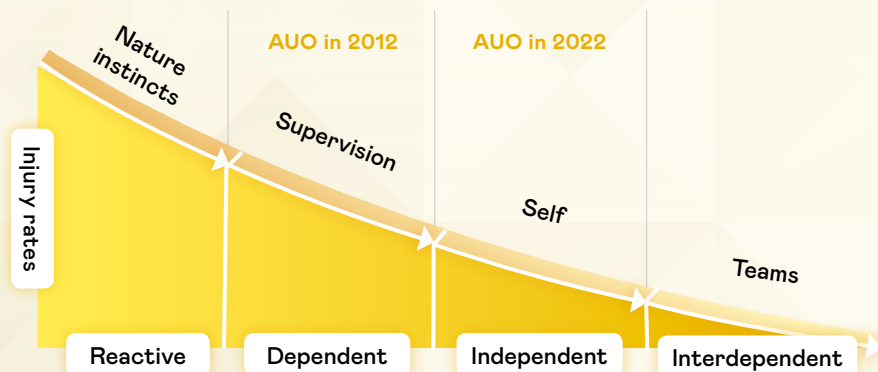 Nature
instincts
AUO in 2012
AUO in 2022
Supervision
Self
Teams
Injury rates
Reactive
Dependent
Independent
Interdependent